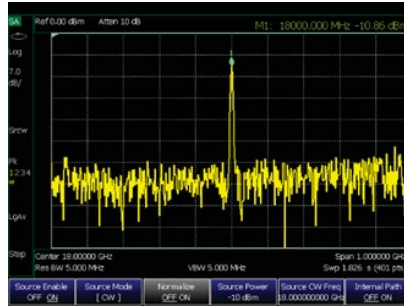 SA Ref 0.00 dBm Atten 10 dB M1: 18000.000 MHz -10.86 dBm
Log
7.0
dB/
Pk
1234
LgAv
Center 18.00000 GHz Span 1.000000 GHz
Stop Res BW 5.000 MHz VBW 5.000 MHz Swp 1.826 s (401 pts)
Source Enable Source Mode Normalize Source Power Source CW Freq Internal Path
OFF ON [ CW ] OFF ON -10 dBm 18.00000000 GHz OFF ON